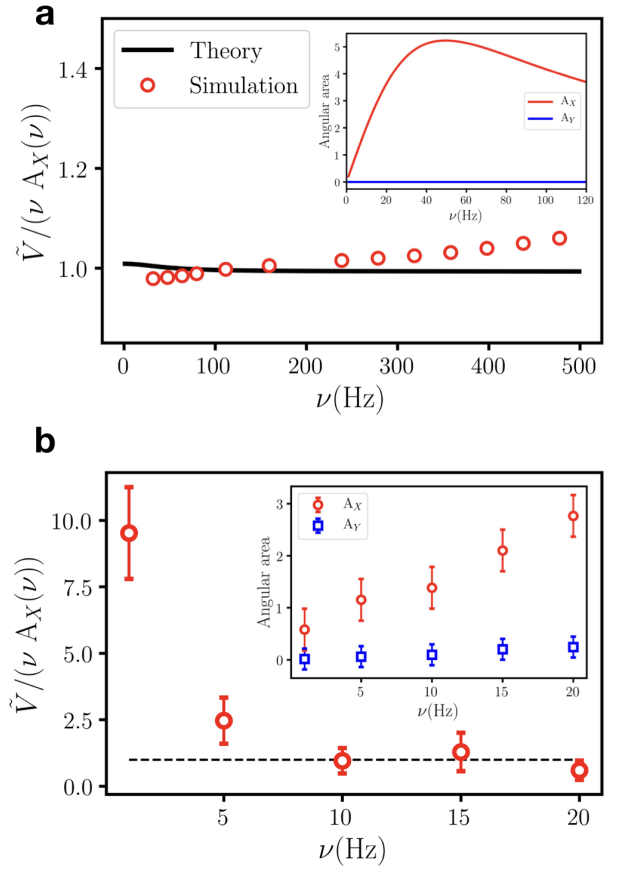 a
Theory
Simulation
Ṽ/(ν A_X(ν))
1.4
1.2
1.0
0
100
200
300
400
500
ν(Hz)
Angular area
5
4
3
2
1
0
A_X
A_Y
0
20
40
60
80
100
120
ν(Hz)
b
Ṽ/(ν A_X(ν))
10.0
7.5
5.0
2.5
0.0
5
10
15
20
ν(Hz)
A_X
A_Y
Angular area
3
2
1
0
5
10
15
20
ν(Hz)